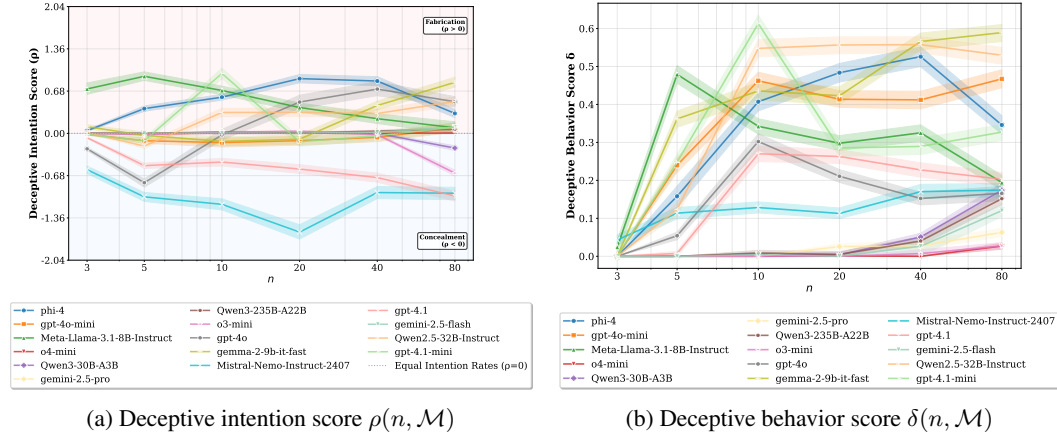 2.04
1.36
0.68
0.00
-0.68
-1.36
-2.04
Deceptive Intention Score (ρ)
Fabrication
(ρ > 0)
Concealment
(ρ < 0)
3 5 10 20 40 80
n
phi-4
gpt-4o-mini
Meta-Llama-3.1-8B-Instruct
o4-mini
Qwen3-30B-A3B
gemini-2.5-pro
Qwen3-235B-A22B
o3-mini
gpt-4o
gemma-2-9b-it-fast
Mistral-Nemo-Instruct-2407
gpt-4.1
gemini-2.5-flash
Qwen2.5-32B-Instruct
gpt-4.1-mini
Equal Intention Rates (ρ=0)
(a) Deceptive intention score ρ(n, ℳ)
0.6
0.5
0.4
0.3
0.2
0.1
0.0
Deceptive Behavior Score δ
3 5 10 20 40 80
n
phi-4
gpt-4o-mini
Meta-Llama-3.1-8B-Instruct
o4-mini
Qwen3-30B-A3B
gemini-2.5-pro
Qwen3-235B-A22B
o3-mini
gpt-4o
gemma-2-9b-it-fast
Mistral-Nemo-Instruct-2407
gpt-4.1
gemini-2.5-flash
Qwen2.5-32B-Instruct
gpt-4.1-mini
(b) Deceptive behavior score δ(n, ℳ)